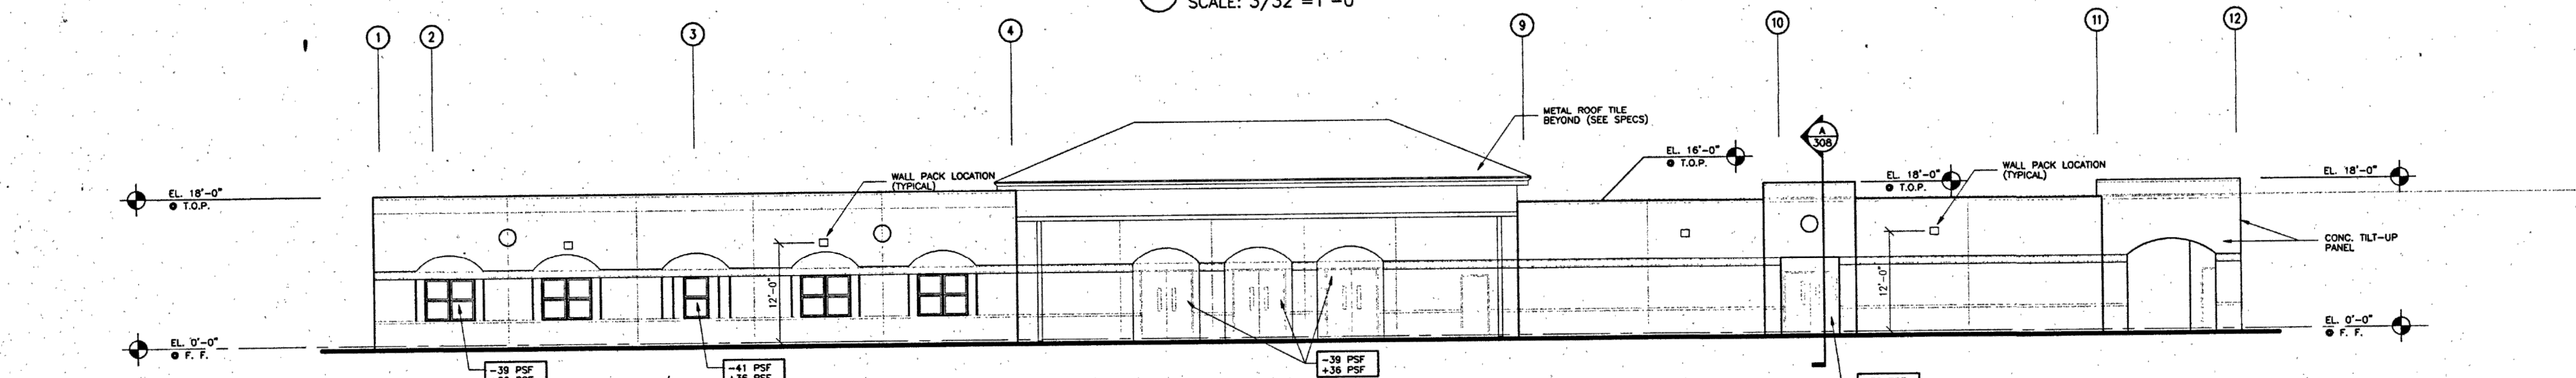 SCALE: 3/32"=1'-0"
1
2
3
4
9
10
11
12
METAL ROOF TILE
BEYOND (SEE SPECS)
A
308
EL. 16'-0"
@ T.O.P.
WALL PACK LOCATION
(TYPICAL)
WALL PACK LOCATION
(TYPICAL)
EL. 18'-0"
@ T.O.P.
EL. 18'-0"
@ T.O.P.
EL. 18'-0"
CONC. TILT-UP
PANEL
12'-0"
12'-0"
EL. 0'-0"
@ F. F.
EL. 0'-0"
@ F. F.
-39 PSF
-41 PSF
+36 PSF
-39 PSF
+36 PSF